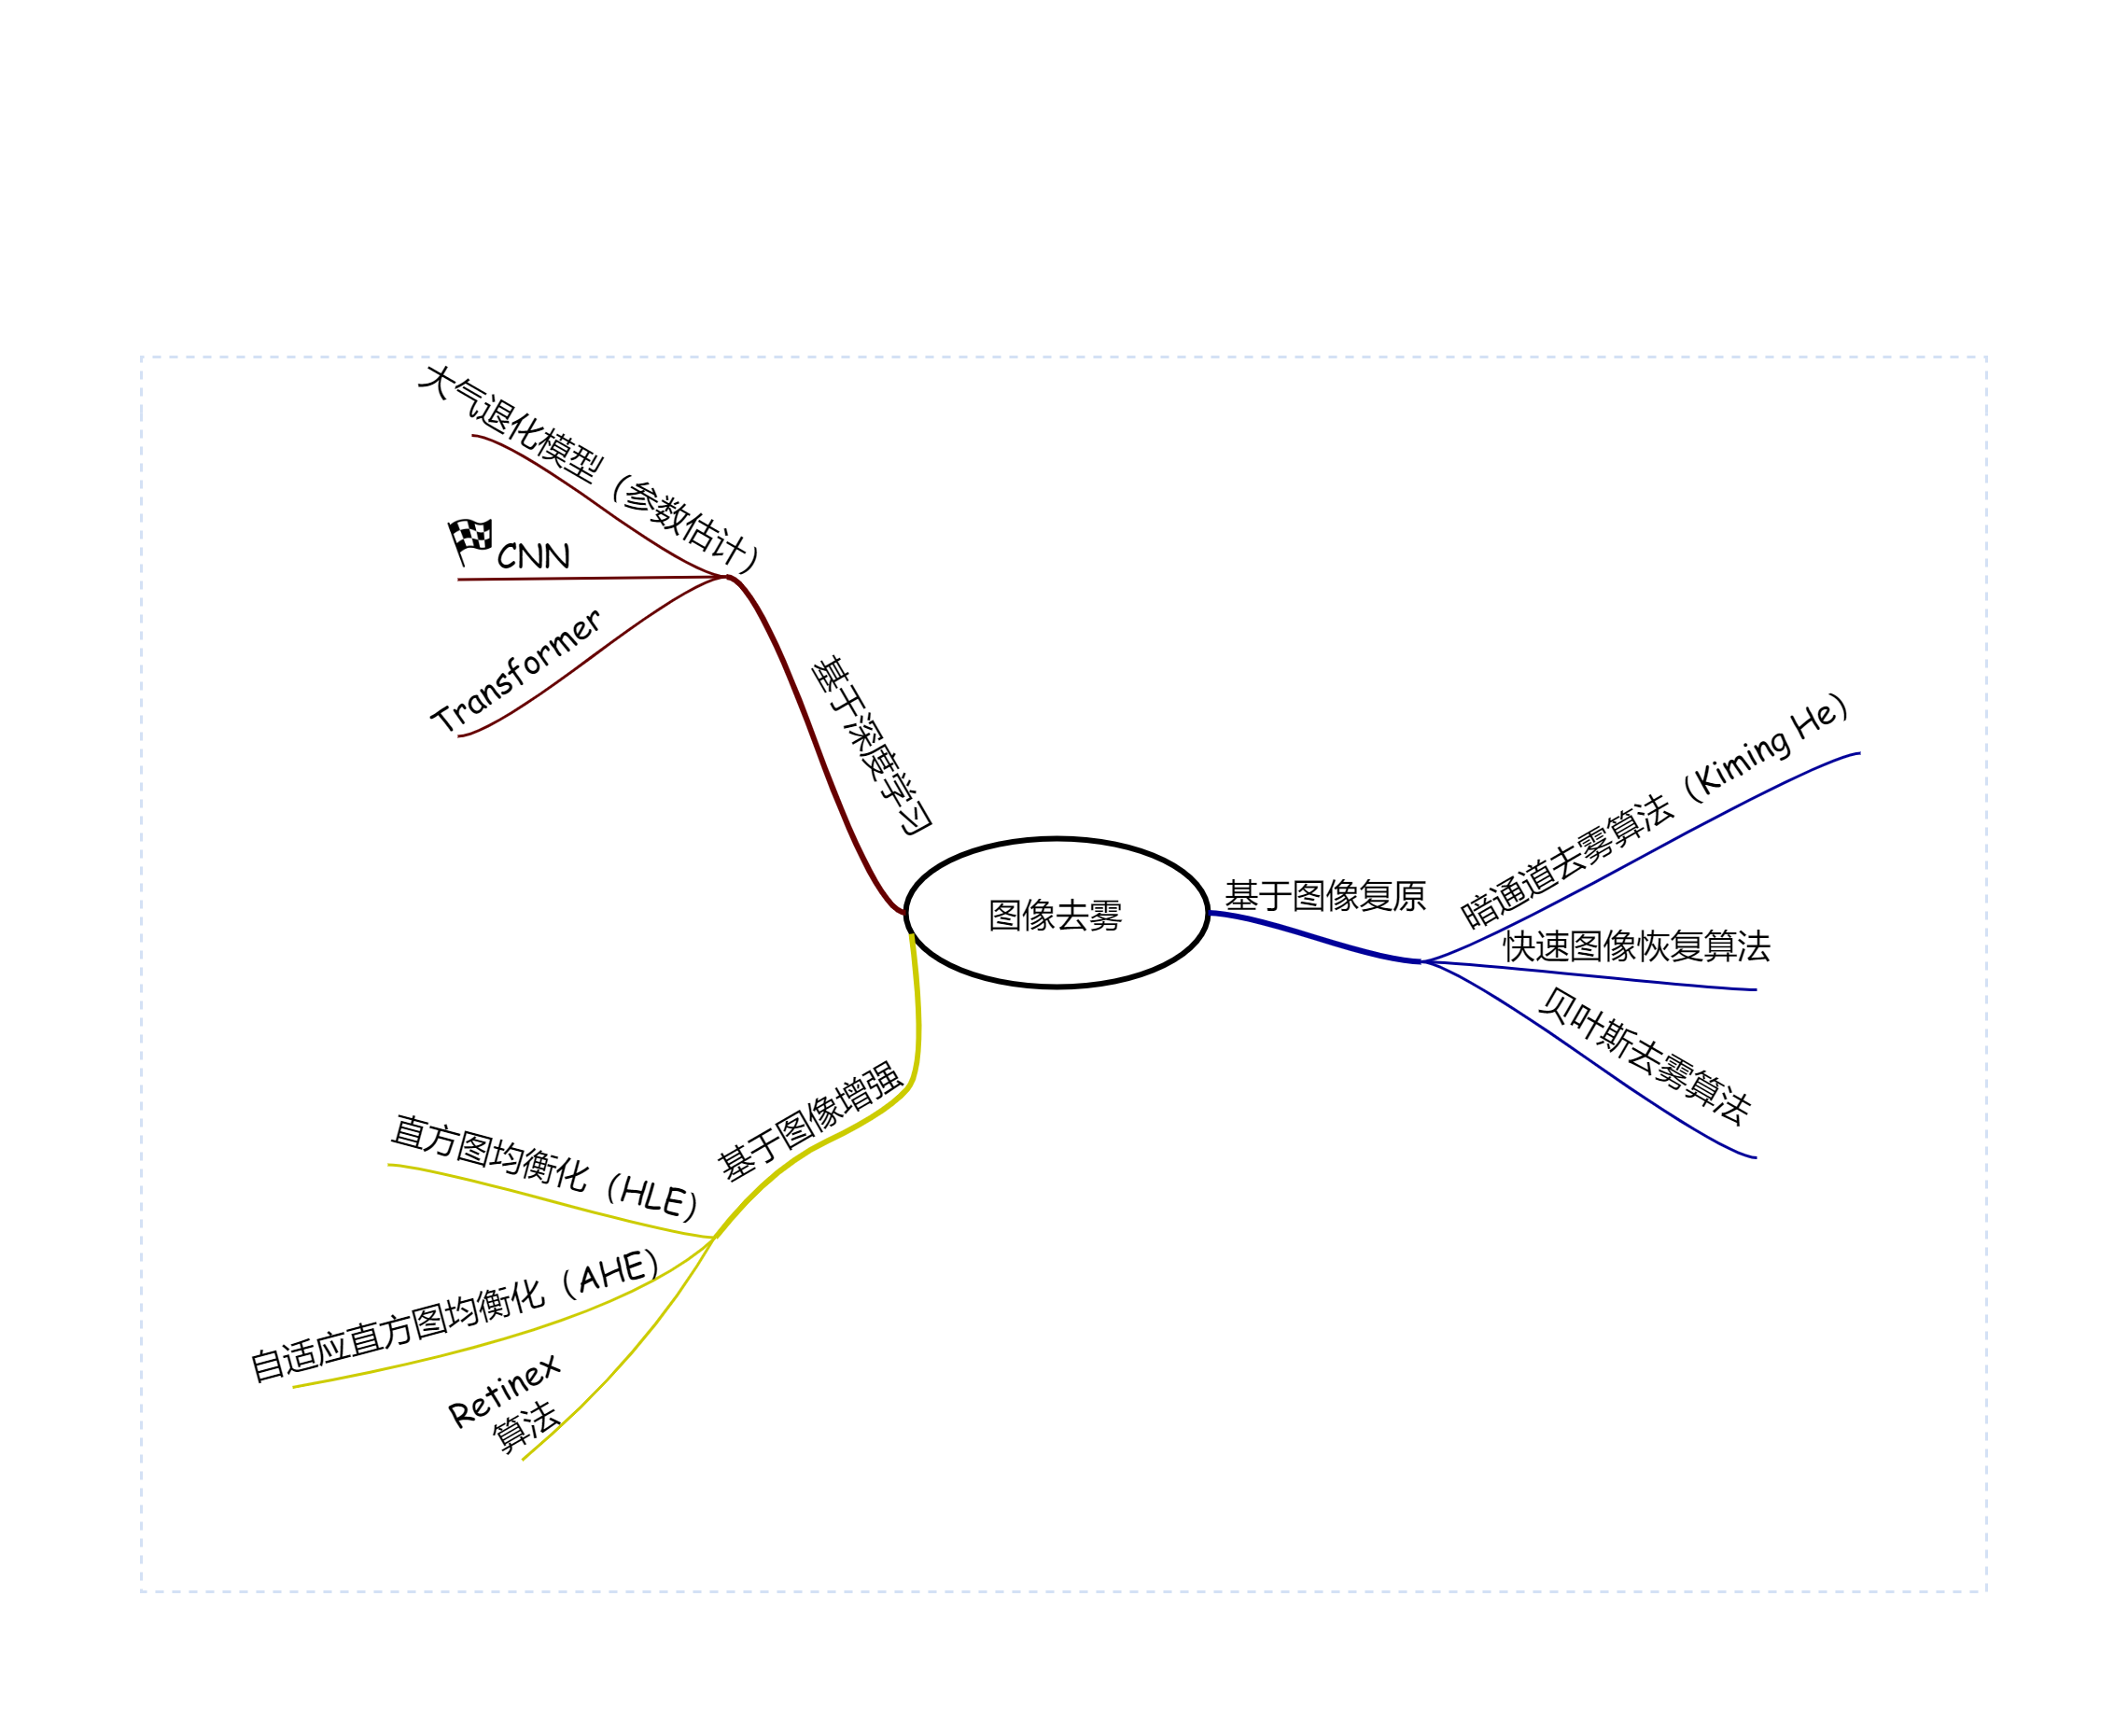 大气退化模型（参数估计）
CNN
Transformer
基于深度学习
图像去雾
基于图像复原
暗通道去雾算法（Kiming He）
快速图像恢复算法
贝叶斯去雾算法
基于图像增强
直方图均衡化（HLE）
自适应直方图均衡化（AHE）
Retinex
算法